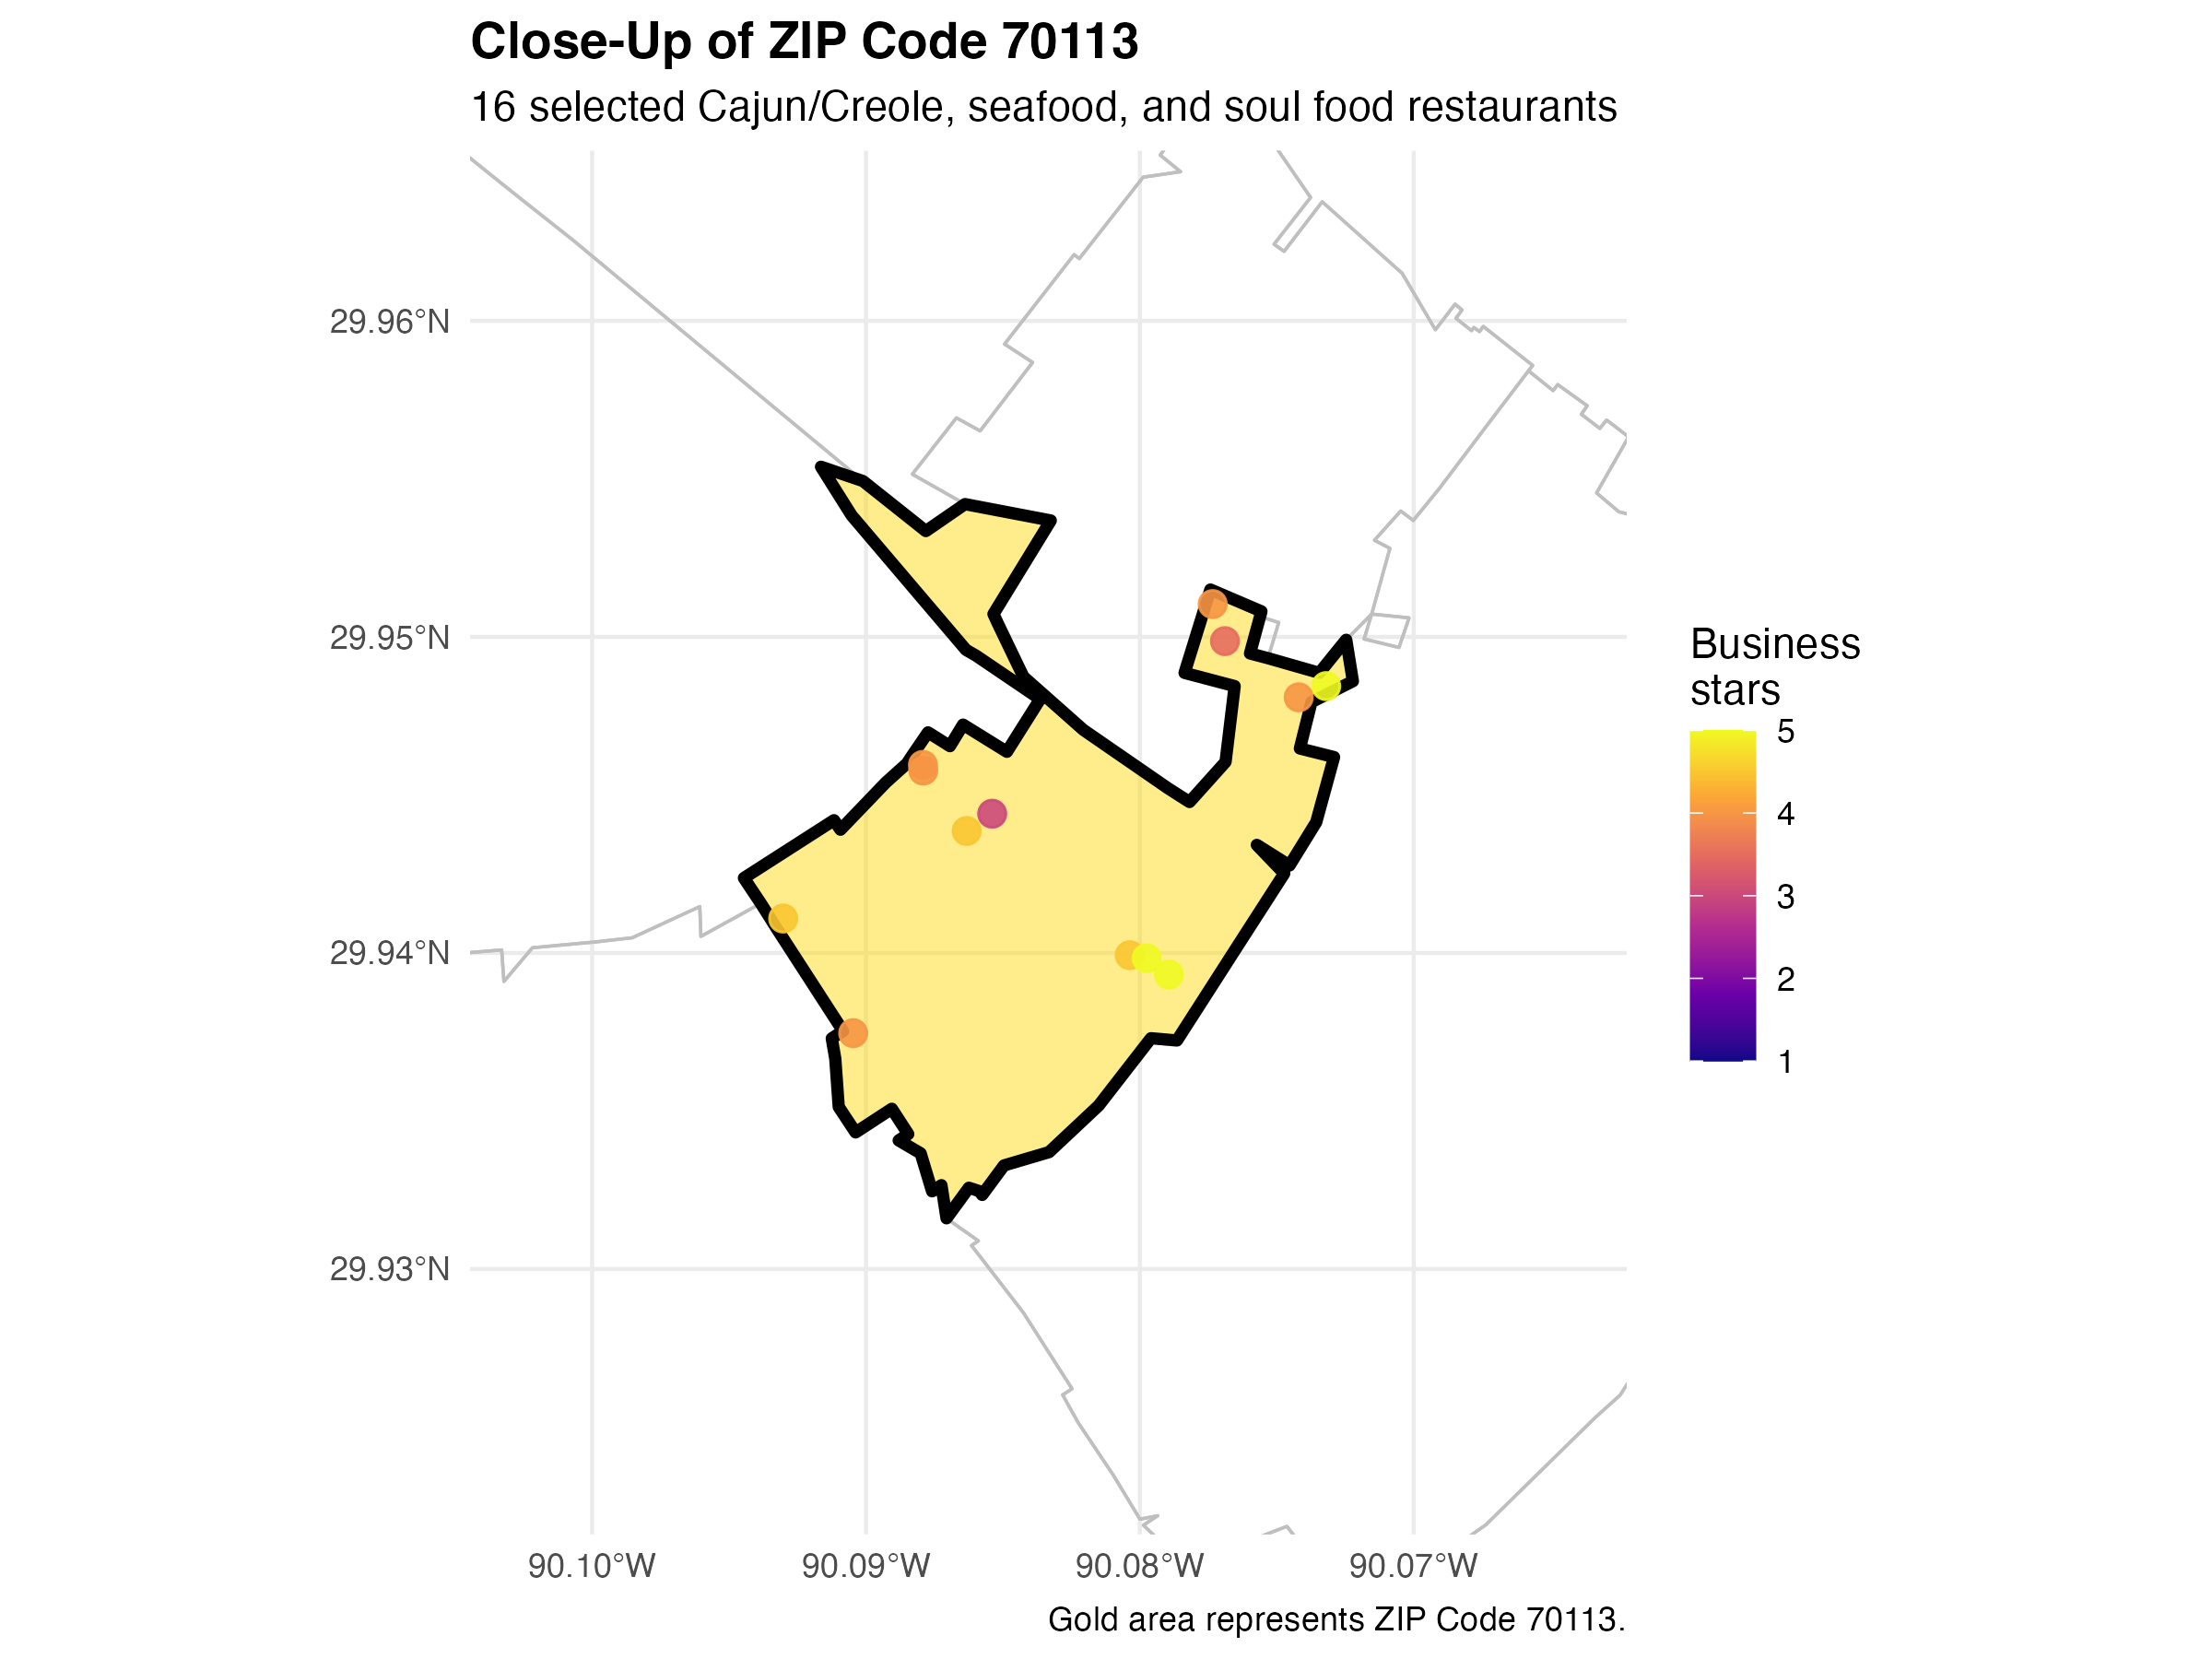 Close-Up of ZIP Code 70113
16 selected Cajun/Creole, seafood, and soul food restaurants
29.96°N
29.95°N
29.94°N
29.93°N
90.10°W
90.09°W
90.08°W
90.07°W
Business
stars
5
4
3
2
1
Gold area represents ZIP Code 70113.